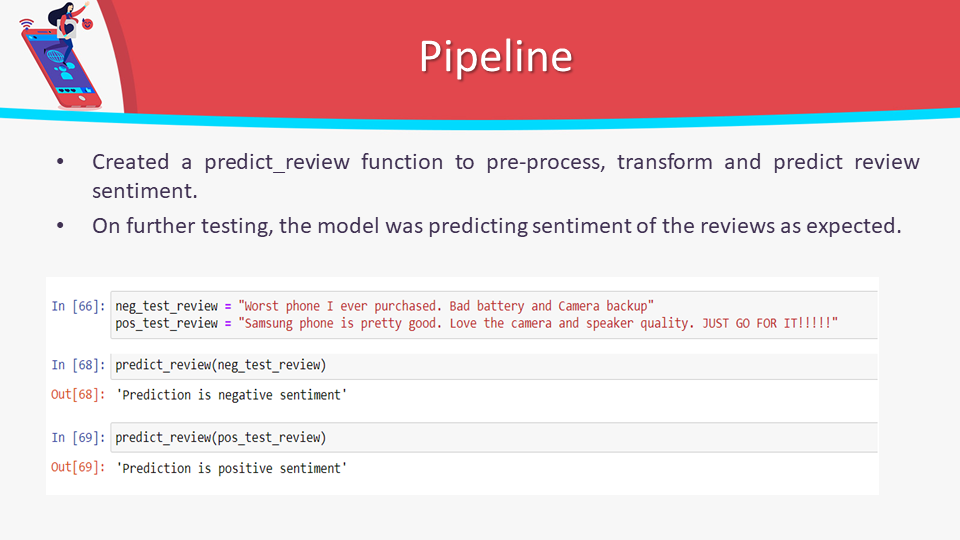 Pipeline
• Created a predict_review function to pre-process, transform and predict review
sentiment.
• On further testing, the model was predicting sentiment of the reviews as expected.
In [66]: neg_test_review = "Worst phone I ever purchased. Bad battery and Camera backup"
pos_test_review = "Samsung phone is pretty good. Love the camera and speaker quality. JUST GO FOR IT!!!!!"
In [68]: predict_review(neg_test_review)
Out[68]: 'Prediction is negative sentiment'
In [69]: predict_review(pos_test_review)
Out[69]: 'Prediction is positive sentiment'